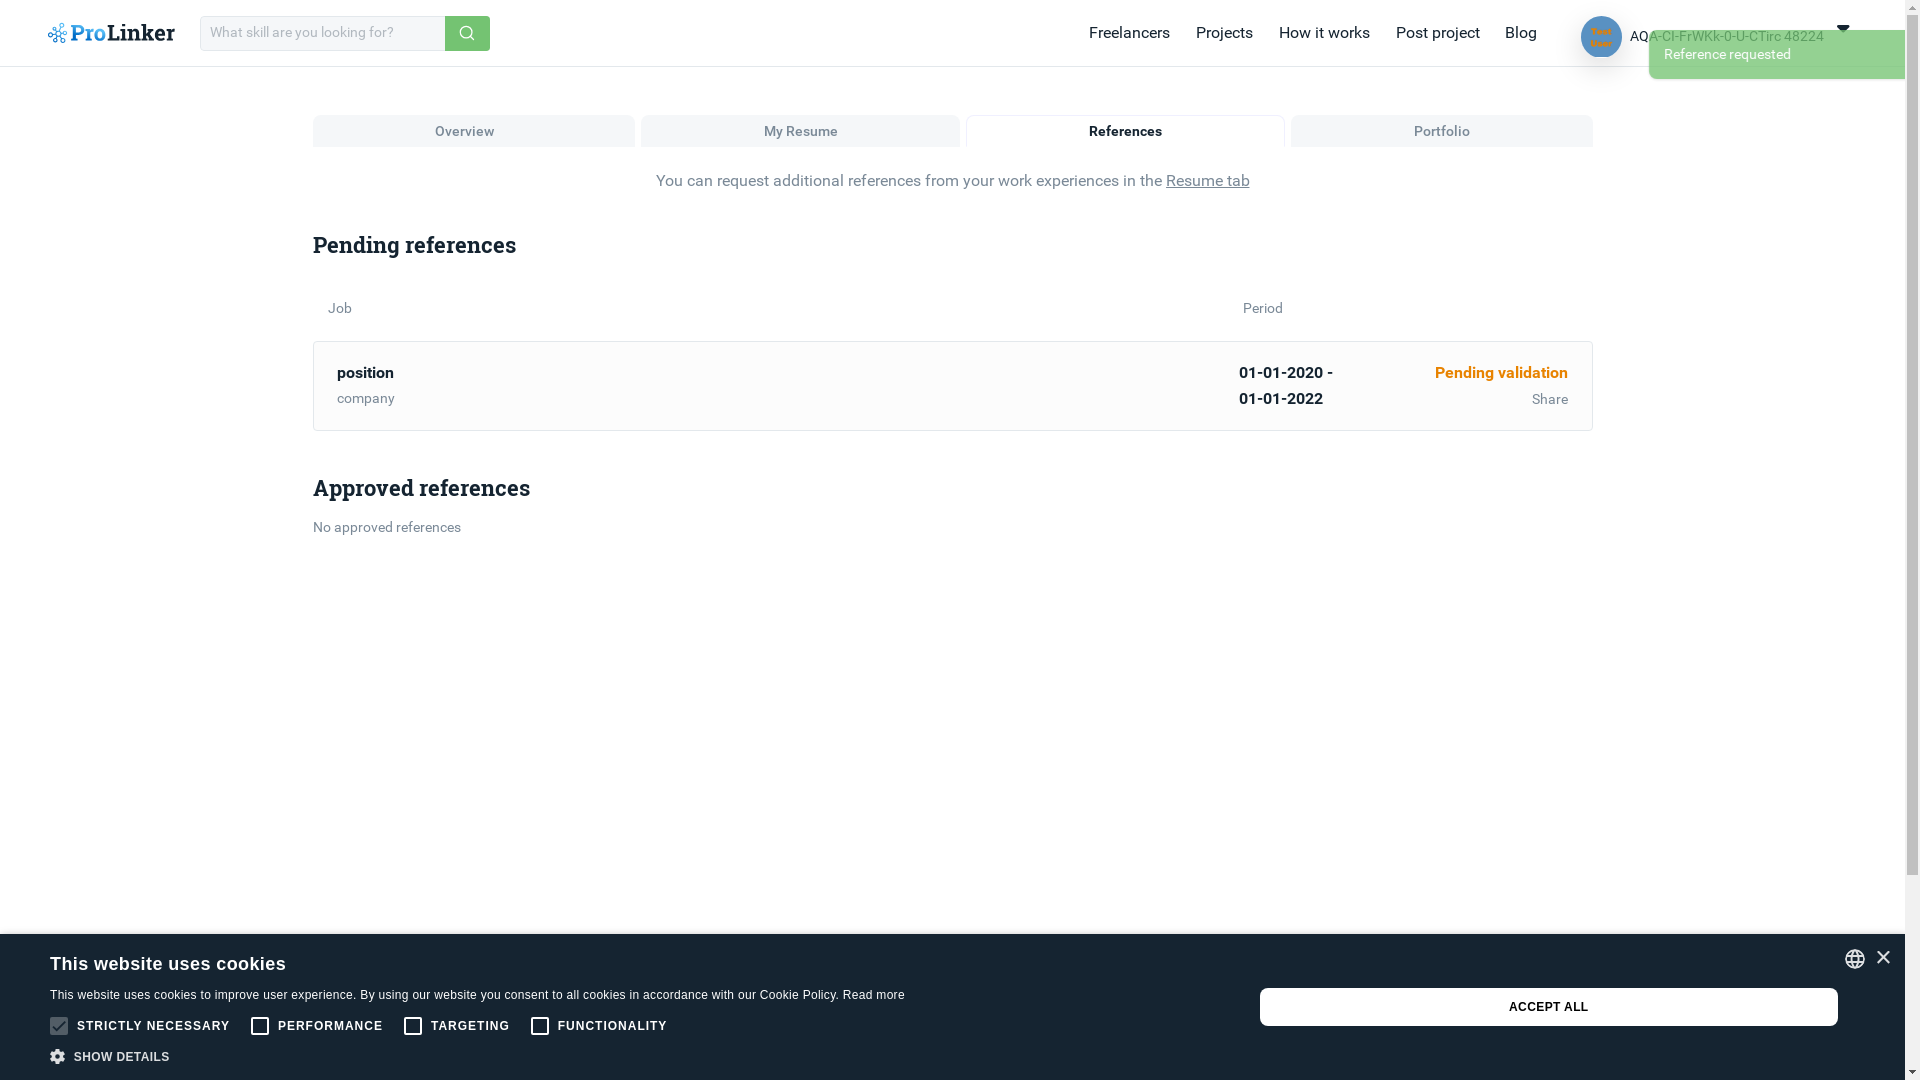 ProLinker
What skill are you looking for?
Freelancers Projects How it works Post project Blog
Test User
AQA-CI-FrWKk-0-U-CTirc 48224
Reference requested
Overview My Resume References Portfolio
You can request additional references from your work experiences in the Resume tab
Pending references
Job Period
position 01-01-2020 - Pending validation
company 01-01-2022 Share
Approved references
No approved references
This website uses cookies
This website uses cookies to improve user experience. By using our website you consent to all cookies in accordance with our Cookie Policy. Read more
ACCEPT ALL
STRICTLY NECESSARY PERFORMANCE TARGETING FUNCTIONALITY
SHOW DETAILS